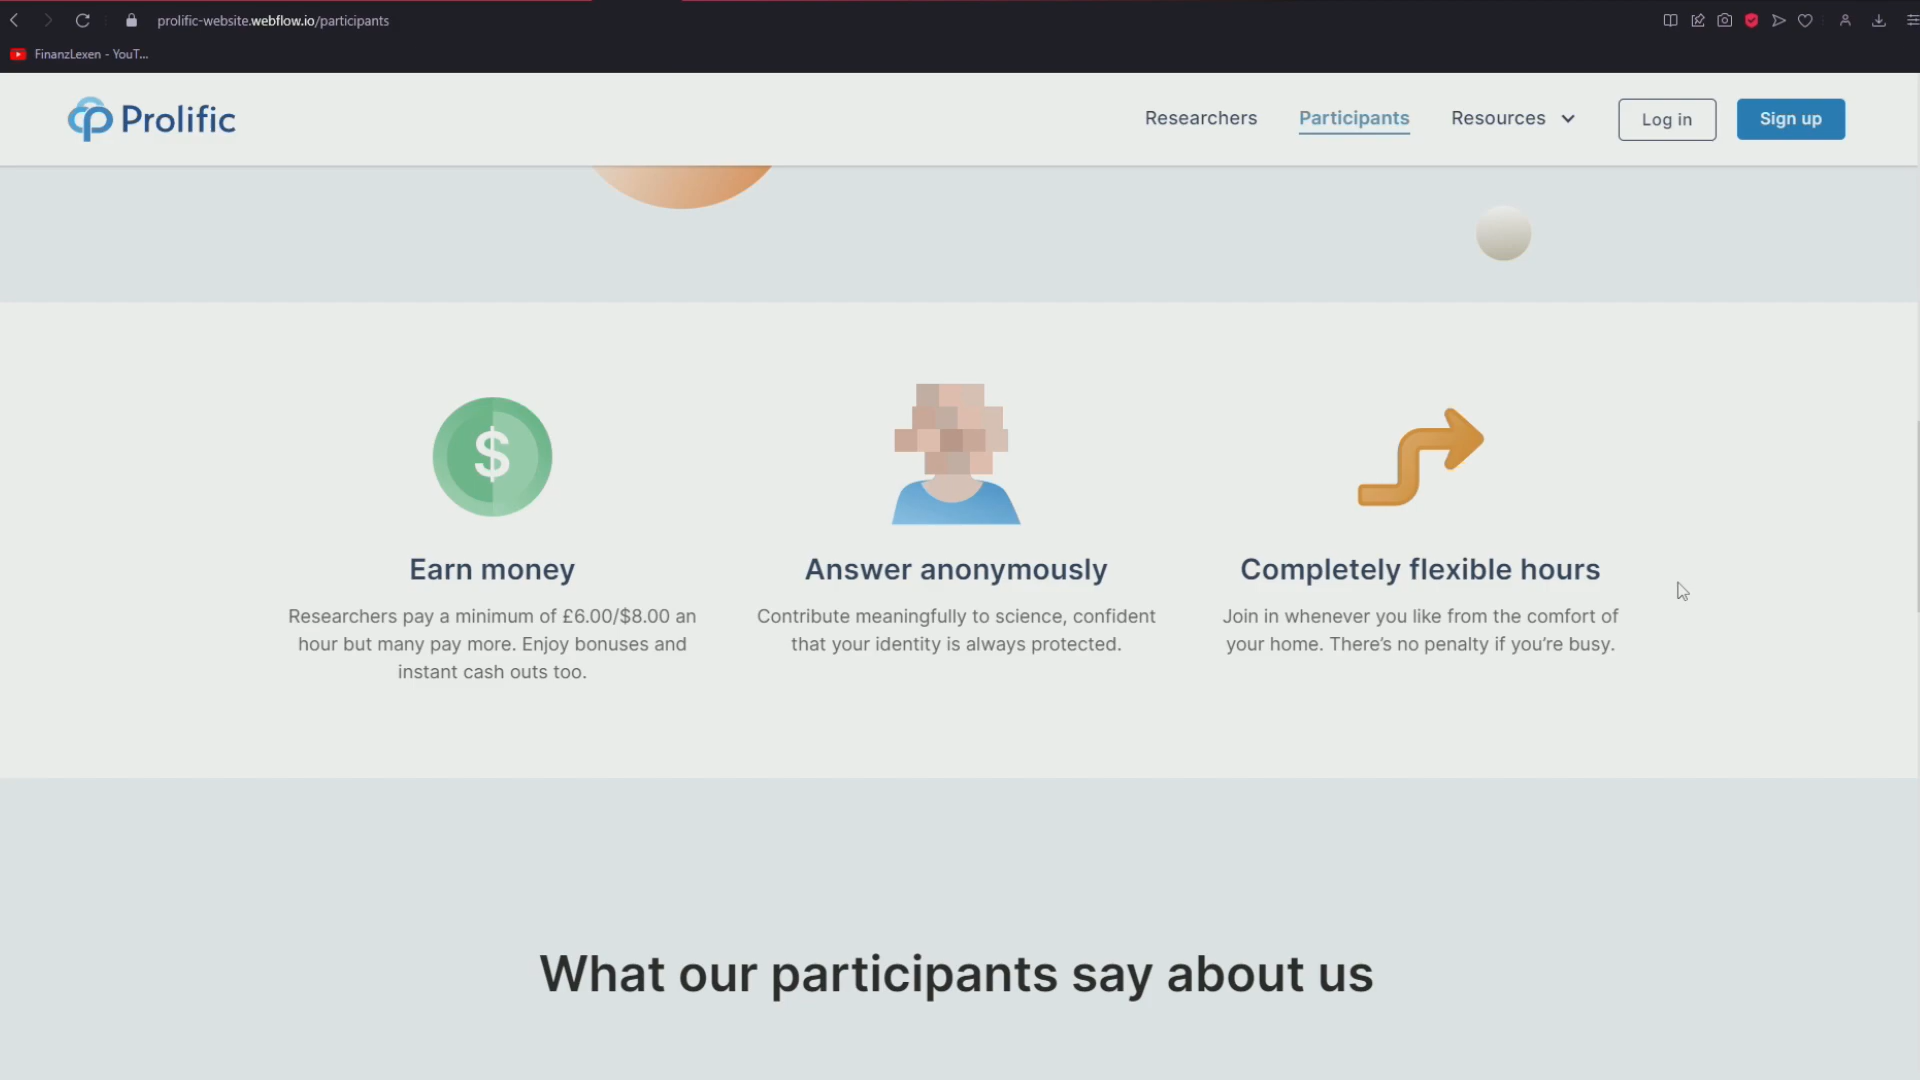 prolific-website.webflow.io/participants
FinanzLexen - YouT...
Prolific
Researchers
Participants
Resources
Log in
Sign up
$
Earn money
Researchers pay a minimum of £6.00/$8.00 an
hour but many pay more. Enjoy bonuses and
instant cash outs too.
Answer anonymously
Contribute meaningfully to science, confident
that your identity is always protected.
Completely flexible hours
Join in whenever you like from the comfort of
your home. There’s no penalty if you’re busy.
What our participants say about us